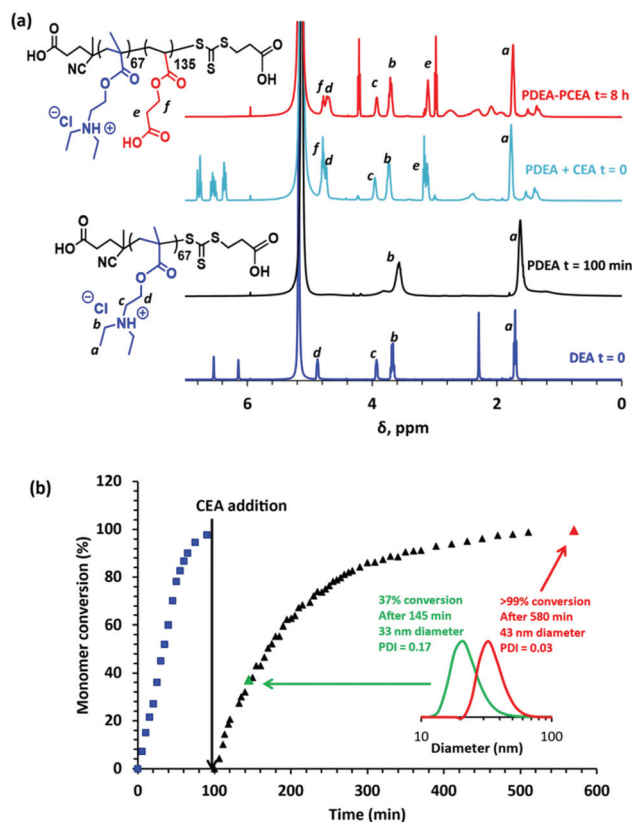 (a)
HO
O
NC
67
O
O
135
O
O
S
S
S
O
OH
e
f
⊖
Cl
NH
⊕
HO
O
f
d
c
b
e
a
PDEA-PCEA t= 8 h
f
d
c
b
e
a
PDEA + CEA t = 0
HO
O
NC
67
S
S
S
O
OH
O
O
⊖
Cl
c
d
b
NH
⊕
a
b
a
PDEA t = 100 min
d
c
b
a
DEA t = 0
6
4
2
0
δ, ppm
(b)
Monomer conversion (%)
120
100
80
60
40
20
0
CEA addition
37% conversion
After 145 min
33 nm diameter
PDI = 0.17
>99% conversion
After 580 min
43 nm diameter
PDI = 0.03
10
100
Diameter (nm)
0
100
200
300
400
500
600
Time (min)